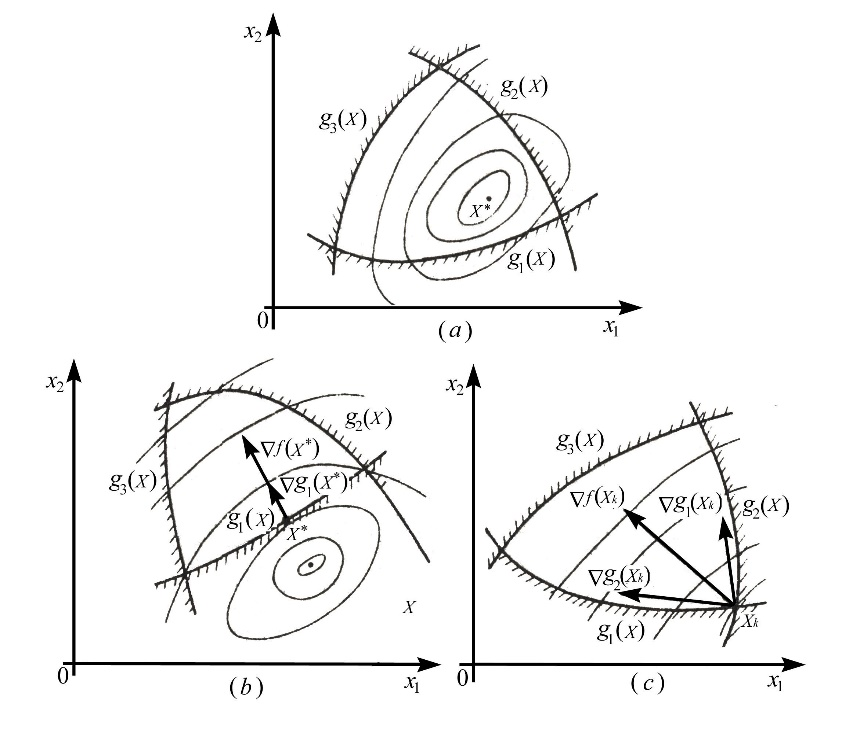 x₂
g₂(X)
g₃(X)
X*
g₁(X)
0
(a)
x₁
x₂
g₂(X)
∇f(X*)
g₃(X)
∇g₁(X*)
g₁(X)
X*
X
0
(b)
x₁
x₂
g₃(X)
∇f(Xₖ)
∇g₁(Xₖ)
g₂(X)
∇g₂(Xₖ)
Xₖ
g₁(X)
0
(c)
x₁